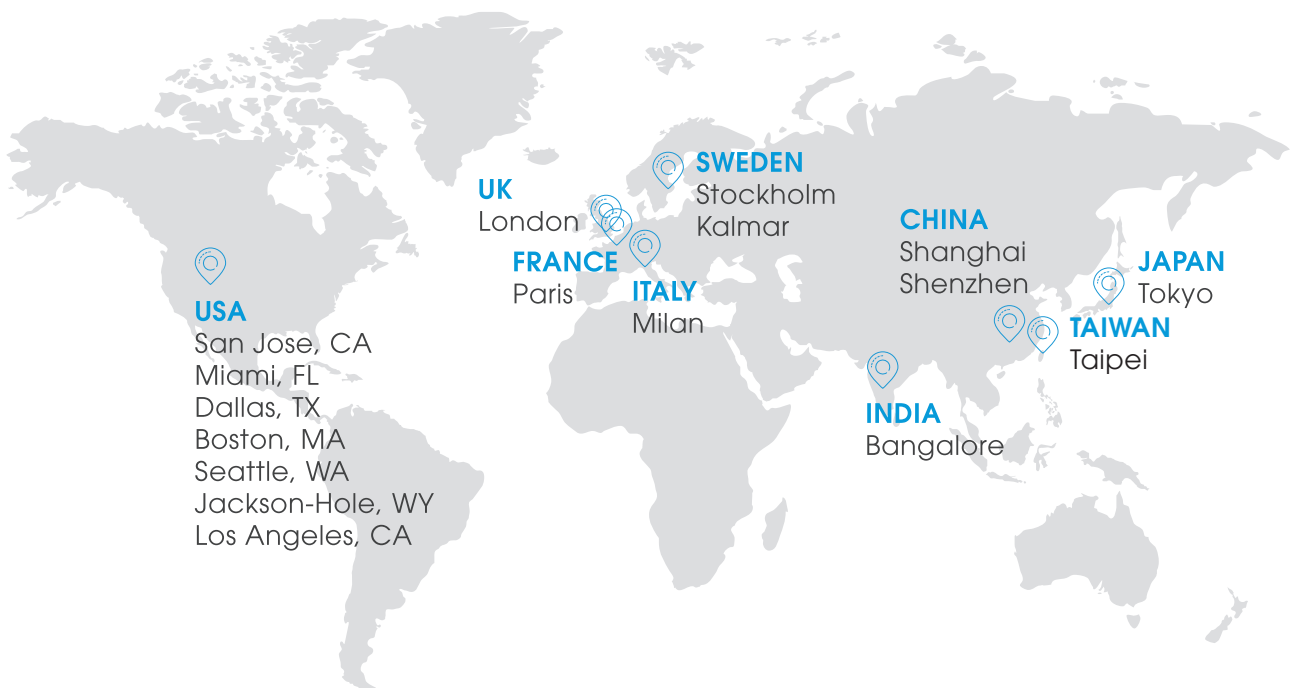 UK
London
FRANCE
Paris
ITALY
Milan
SWEDEN
Stockholm
Kalmar
CHINA
Shanghai
Shenzhen
JAPAN
Tokyo
TAIWAN
Taipei
INDIA
Bangalore
USA
San Jose, CA
Miami, FL
Dallas, TX
Boston, MA
Seattle, WA
Jackson-Hole, WY
Los Angeles, CA